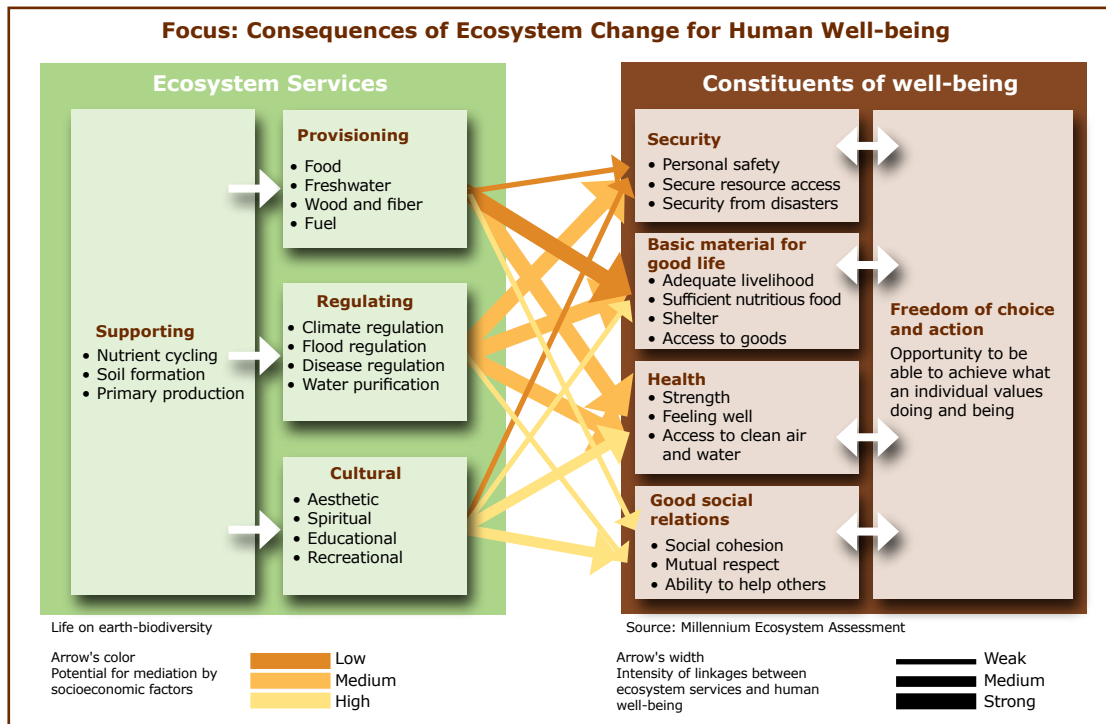 Focus: Consequences of Ecosystem Change for Human Well-being
Ecosystem Services
Supporting
• Nutrient cycling
• Soil formation
• Primary production
Provisioning
• Food
• Freshwater
• Wood and fiber
• Fuel
Regulating
• Climate regulation
• Flood regulation
• Disease regulation
• Water purification
Cultural
• Aesthetic
• Spiritual
• Educational
• Recreational
Constituents of well-being
Security
• Personal safety
• Secure resource access
• Security from disasters
Basic material for
good life
• Adequate livelihood
• Sufficient nutritious food
• Shelter
• Access to goods
Health
• Strength
• Feeling well
• Access to clean air
and water
Good social
relations
• Social cohesion
• Mutual respect
• Ability to help others
Freedom of choice
and action
Opportunity to be
able to achieve what
an individual values
doing and being
Life on earth-biodiversity
Source: Millennium Ecosystem Assessment
Arrow's color
Potential for mediation by
socioeconomic factors
Low
Medium
High
Arrow's width
Intensity of linkages between
ecosystem services and human
well-being
Weak
Medium
Strong